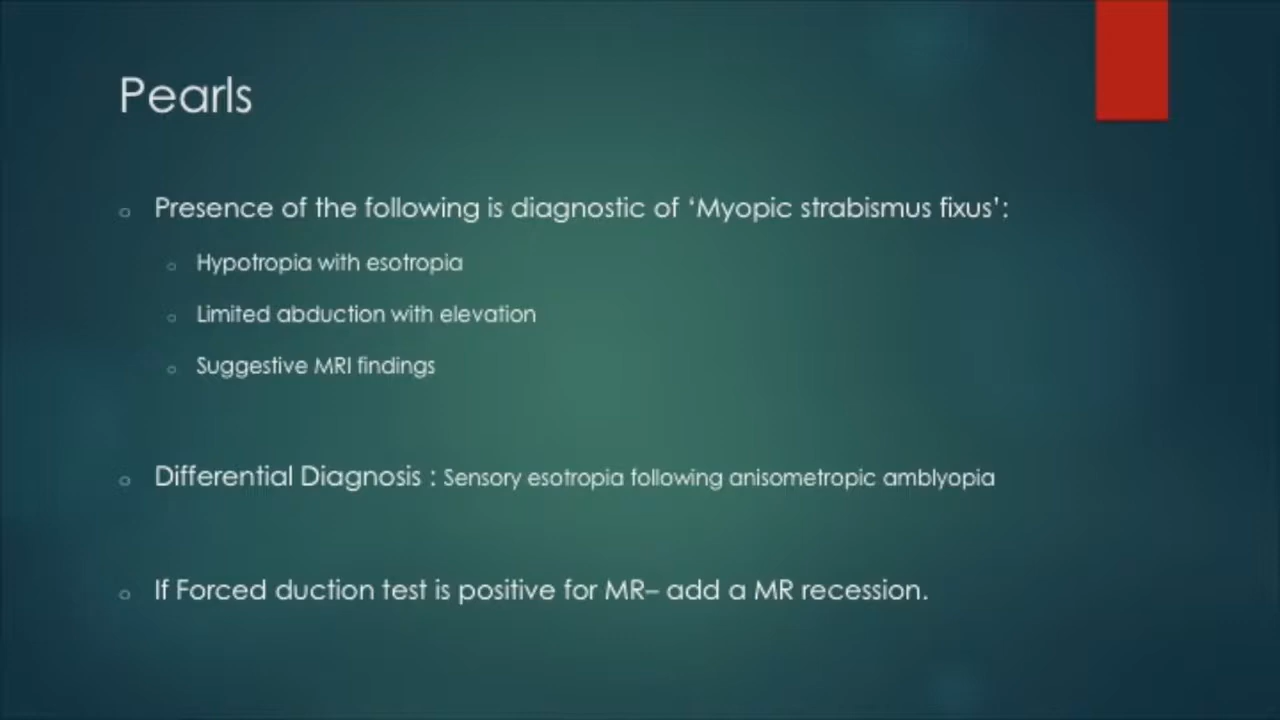 Pearls
Presence of the following is diagnostic of ‘Myopic strabismus fixus’:
Hypotropia with esotropia
Limited abduction with elevation
Suggestive MRI findings
Differential Diagnosis : Sensory esotropia following anisometropic amblyopia
If Forced duction test is positive for MR– add a MR recession.